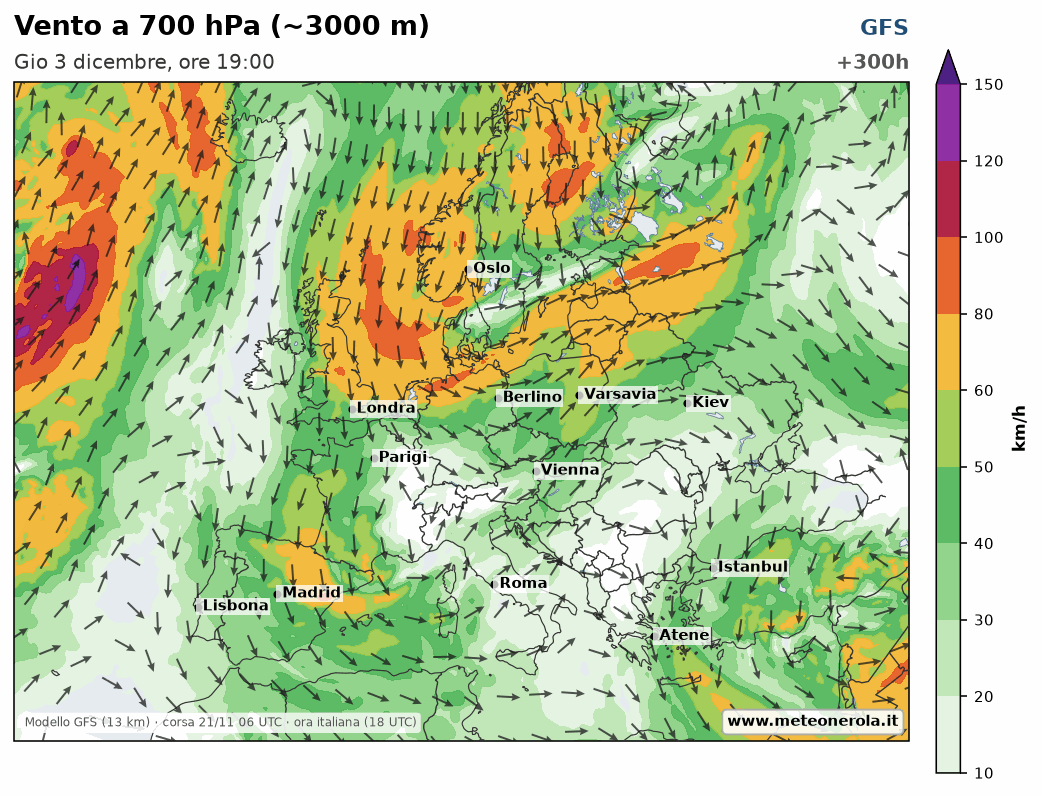 Vento a 700 hPa (~3000 m)
GFS
Gio 3 dicembre, ore 19:00
+300h
150
120
100
80
60
50
40
30
20
10
km/h
Oslo
Londra
Berlino
Varsavia
Kiev
Parigi
Vienna
Istanbul
Roma
Madrid
Lisbona
Atene
Modello GFS (13 km) · corsa 21/11 06 UTC · ora italiana (18 UTC)
www.meteonerola.it